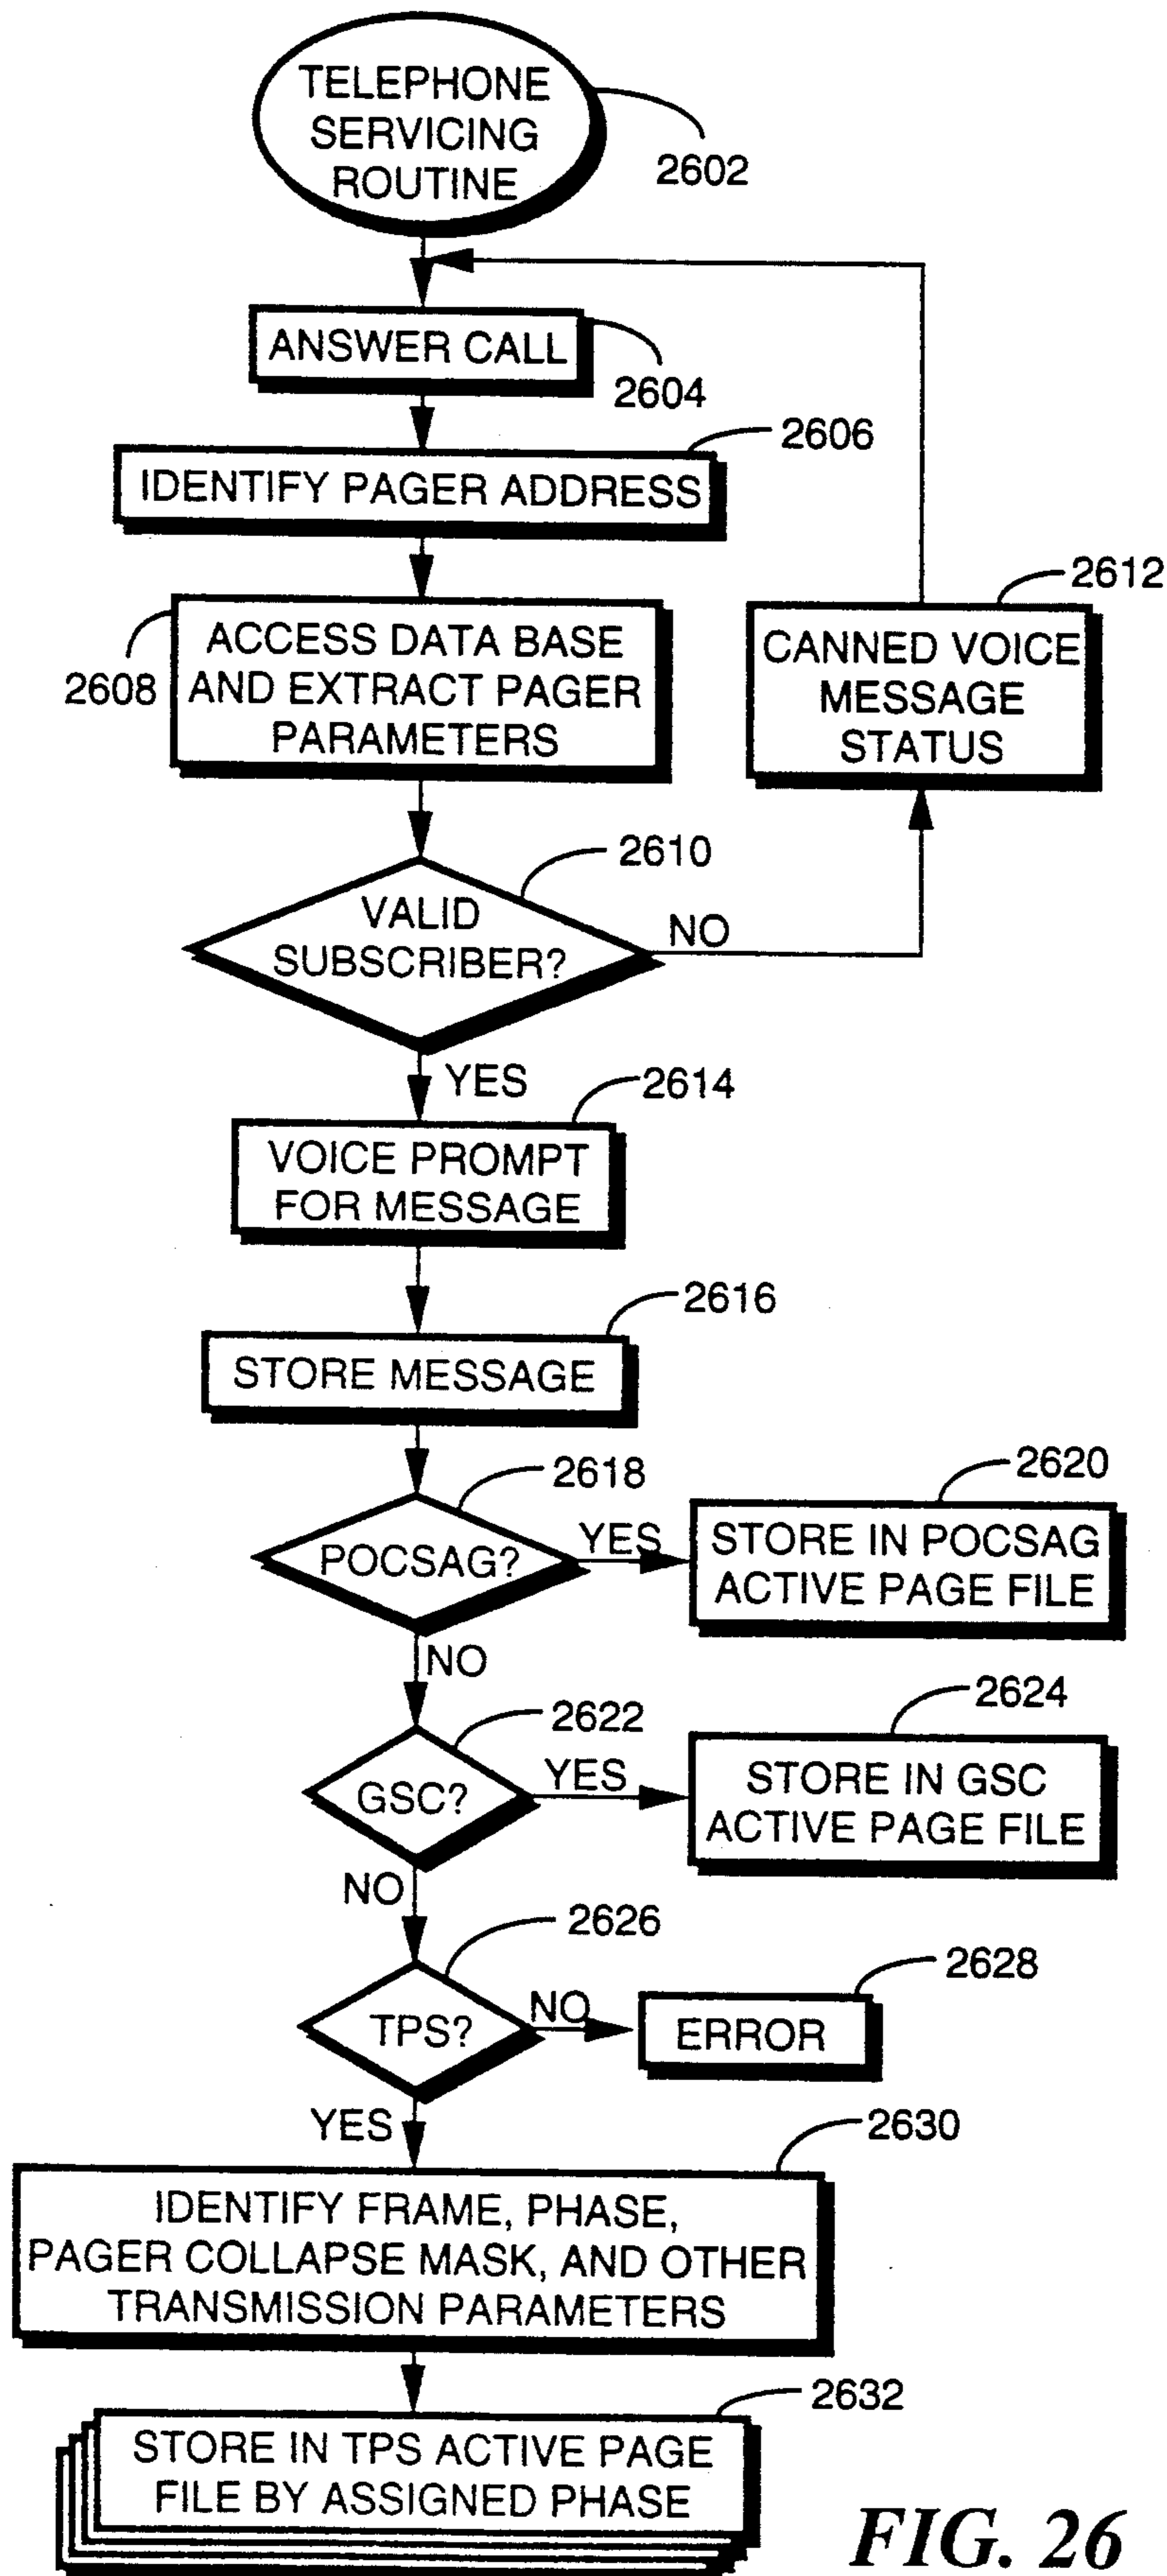 TELEPHONE
SERVICING
ROUTINE
2602
ANSWER CALL
2604
2606
IDENTIFY PAGER ADDRESS
2608
ACCESS DATA BASE
AND EXTRACT PAGER
PARAMETERS
2612
CANNED VOICE
MESSAGE
STATUS
2610
VALID
SUBSCRIBER?
NO
YES
2614
VOICE PROMPT
FOR MESSAGE
2616
STORE MESSAGE
2618
POCSAG?
YES
2620
STORE IN POCSAG
ACTIVE PAGE FILE
NO
2622
GSC?
YES
2624
STORE IN GSC
ACTIVE PAGE FILE
NO
2626
TPS?
NO
2628
ERROR
YES
2630
IDENTIFY FRAME, PHASE,
PAGER COLLAPSE MASK, AND OTHER
TRANSMISSION PARAMETERS
2632
STORE IN TPS ACTIVE PAGE
FILE BY ASSIGNED PHASE
FIG. 26